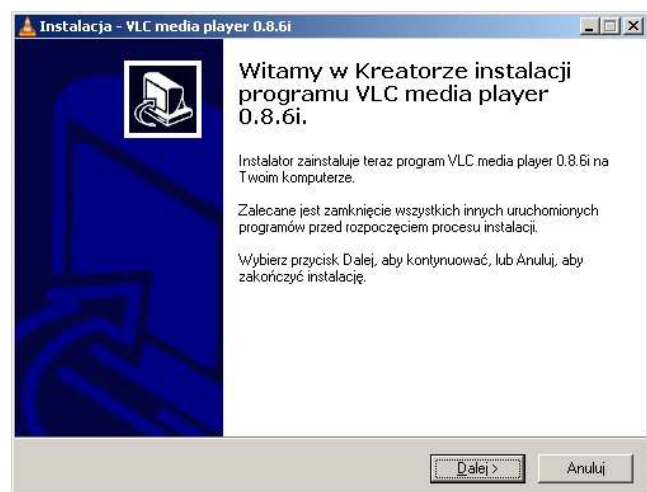 Instalacja - VLC media player 0.8.6i
Witamy w Kreatorze instalacji
programu VLC media player
0.8.6i.
Instalator zainstaluje teraz program VLC media player 0.8.6i na
Twoim komputerze.
Zalecane jest zamknięcie wszystkich innych uruchomionych
programów przed rozpoczęciem procesu instalacji.
Wybierz przycisk Dalej, aby kontynuować, lub Anuluj, aby
zakończyć instalację.
Dalej > Anuluj